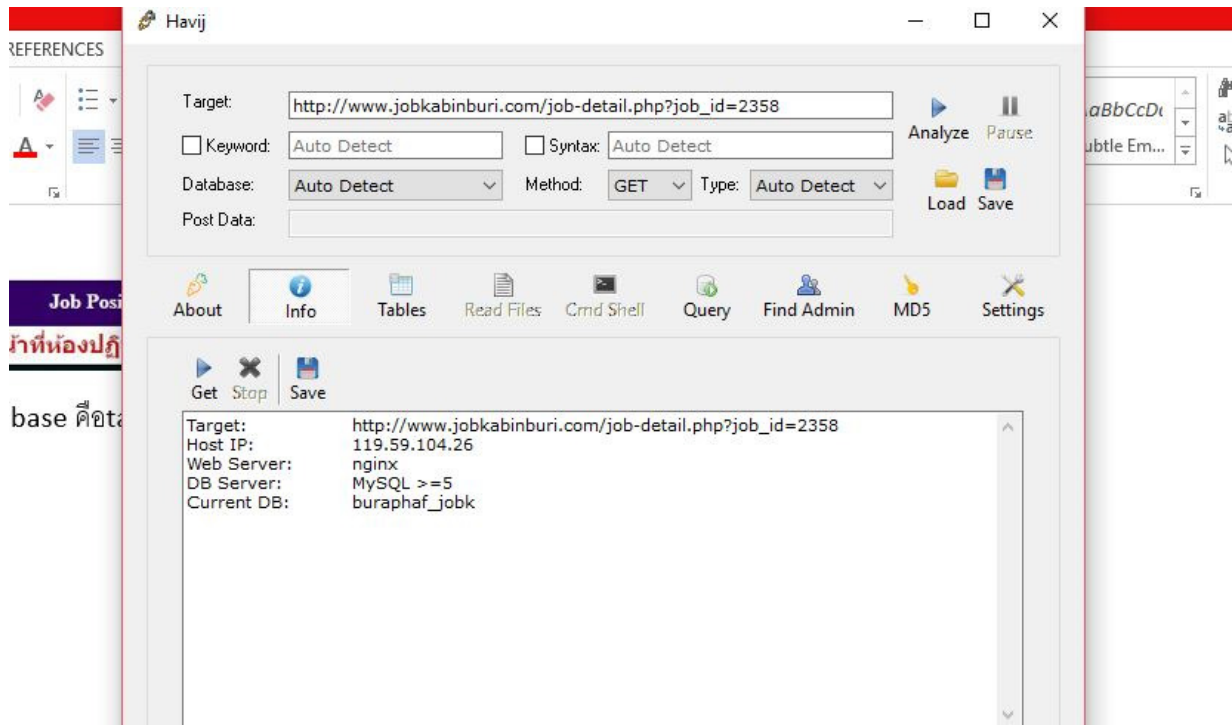 Havij
REFERENCES
Target: http://www.jobkabinburi.com/job-detail.php?job_id=2358
Analyze Pause
Keyword: Auto Detect Syntax: Auto Detect
Database: Auto Detect Method: GET Type: Auto Detect
Load Save
Post Data:
About Info Tables Read Files Cmd Shell Query Find Admin MD5 Settings
Get Stop Save
Target: http://www.jobkabinburi.com/job-detail.php?job_id=2358
Host IP: 119.59.104.26
Web Server: nginx
DB Server: MySQL >=5
Current DB: buraphaf_jobk
Job Posi
base คือta
aBbCcDc
ubtle Em...